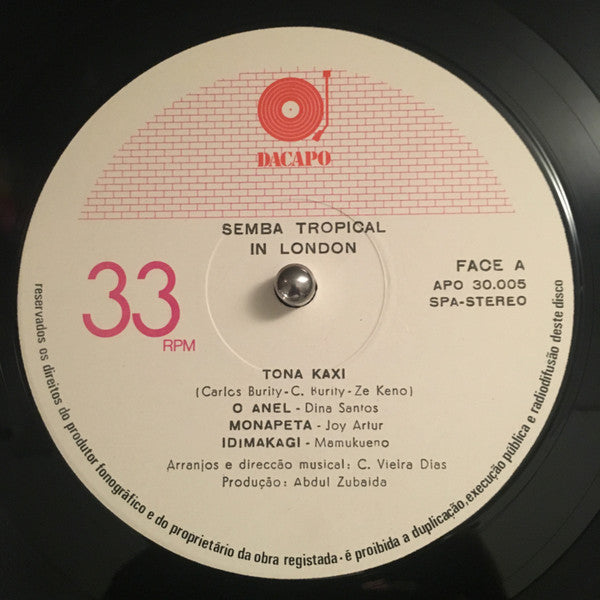 DACAPO
SEMBA TROPICAL
IN LONDON
33
RPM
FACE A
APO 30.005
SPA-STEREO
TONA KAXI
(Carlos Burity-C. Burity-Ze Keno)
O ANEL - Dina Santos
MONAPETA - Joy Artur
IDIMAKAGI - Mamukueno
Arranjos e direccão musical: C. Vieira Dias
Produção: Abdul Zubaida
reservados os direitos do produtor fonográfico e do proprietário da obra registada - é proibida a duplicação, execução pública e radiodifusão deste disco